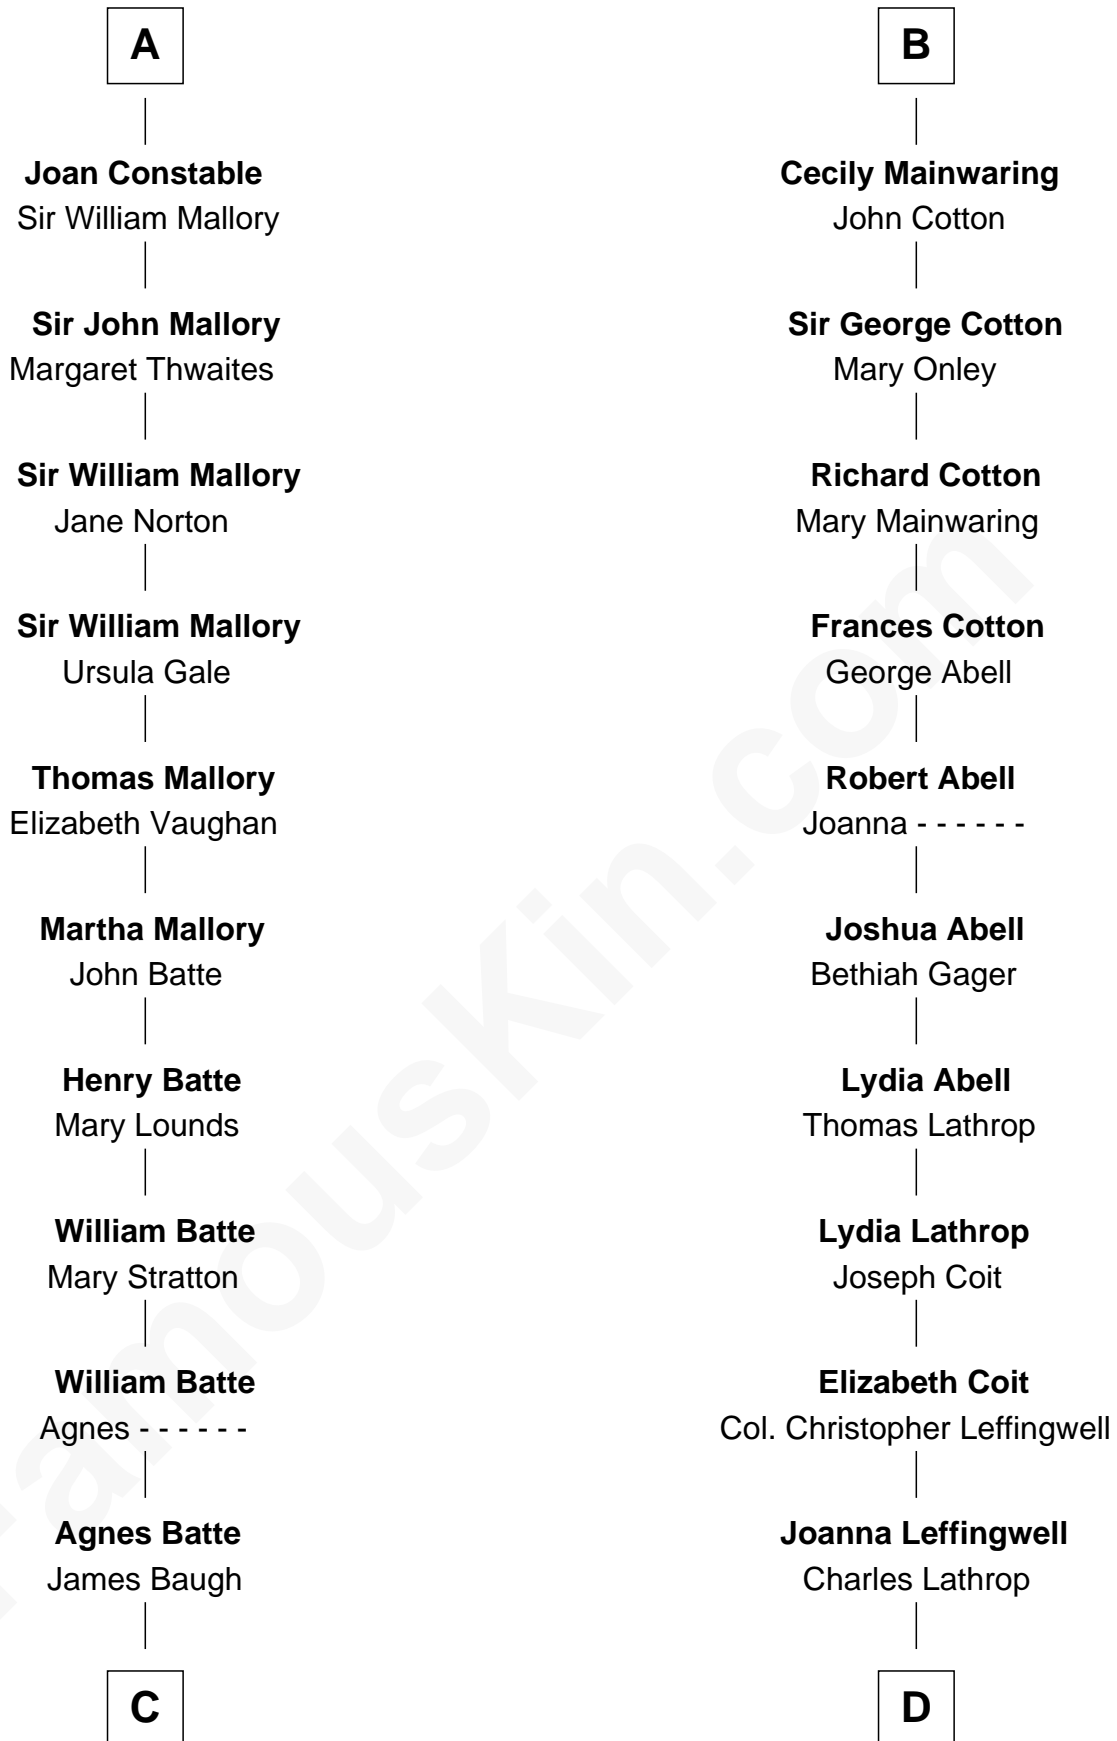 A
Joan Constable
Sir William Mallory
Sir John Mallory
Margaret Thwaites
Sir William Mallory
Jane Norton
Sir William Mallory
Ursula Gale
Thomas Mallory
Elizabeth Vaughan
Martha Mallory
John Batte
Henry Batte
Mary Lounds
William Batte
Mary Stratton
William Batte
Agnes - - - - - -
Agnes Batte
James Baugh
C
B
Cecily Mainwaring
John Cotton
Sir George Cotton
Mary Onley
Richard Cotton
Mary Mainwaring
Frances Cotton
George Abell
Robert Abell
Joanna - - - - - -
Joshua Abell
Bethiah Gager
Lydia Abell
Thomas Lathrop
Lydia Lathrop
Joseph Coit
Elizabeth Coit
Col. Christopher Leffingwell
Joanna Leffingwell
Charles Lathrop
D
FamousKin.com